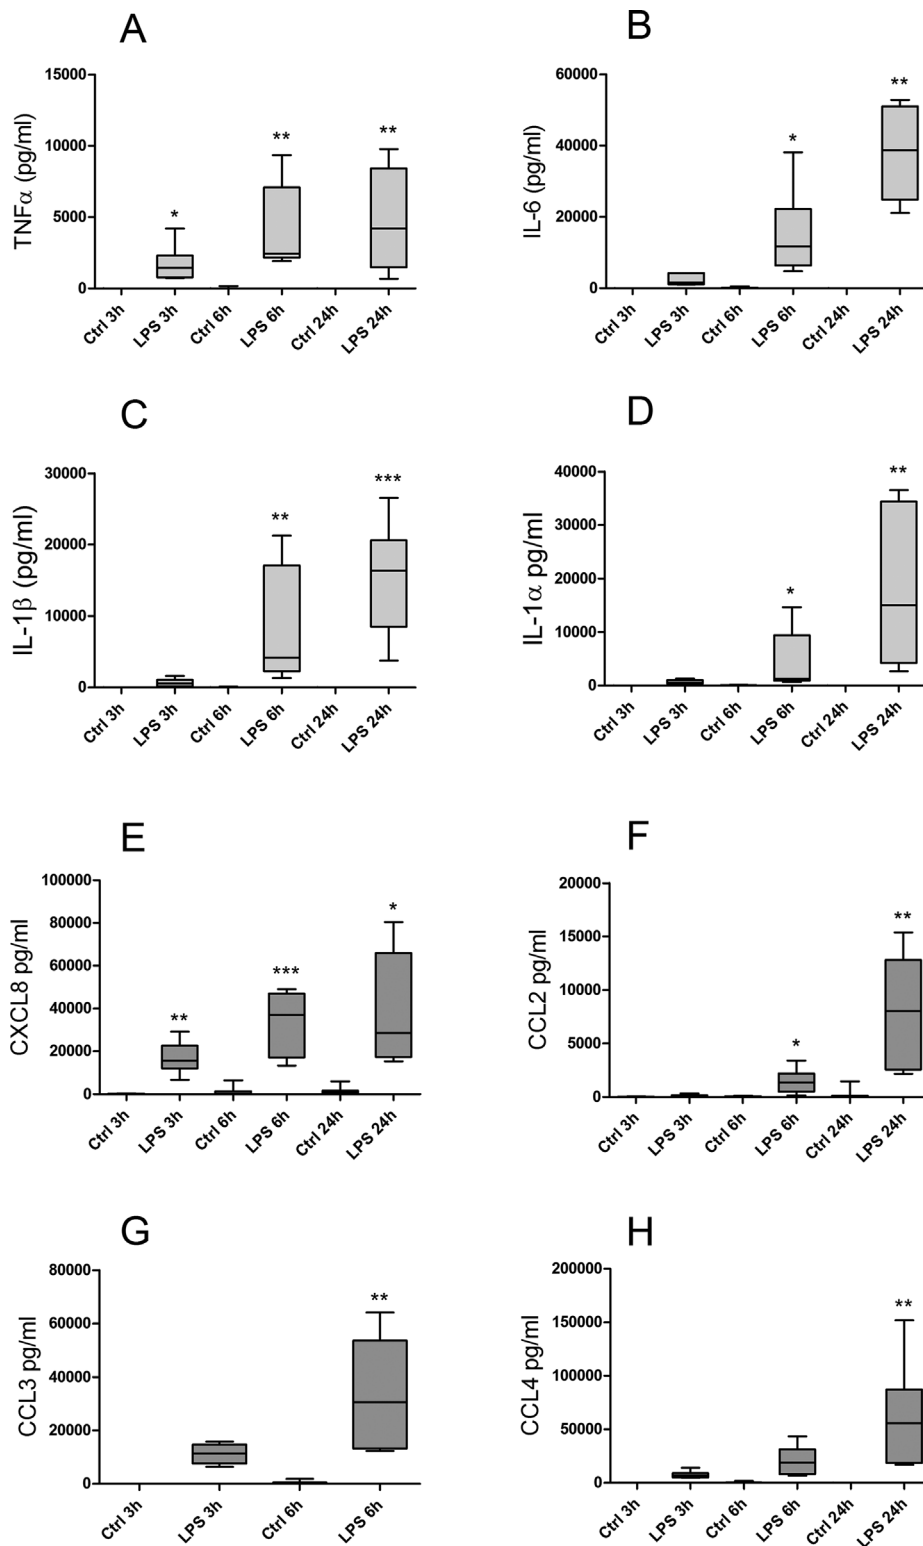 A
TNFα (pg/ml)
15000
10000
5000
0
*
**
**
Ctrl 3h
LPS 3h
Ctrl 6h
LPS 6h
Ctrl 24h
LPS 24h
B
IL-6 (pg/ml)
60000
40000
20000
0
*
**
Ctrl 3h
LPS 3h
Ctrl 6h
LPS 6h
Ctrl 24h
LPS 24h
C
IL-1β (pg/ml)
30000
20000
10000
0
**
***
Ctrl 3h
LPS 3h
Ctrl 6h
LPS 6h
Ctrl 24h
LPS 24h
D
IL-1α pg/ml
40000
30000
20000
10000
0
*
**
Ctrl 3h
LPS 3h
Ctrl 6h
LPS 6h
Ctrl 24h
LPS 24h
E
CXCL8 pg/ml
100000
80000
60000
40000
20000
0
**
***
*
Ctrl 3h
LPS 3h
Ctrl 6h
LPS 6h
Ctrl 24h
LPS 24h
F
CCL2 pg/ml
20000
15000
10000
5000
0
*
**
Ctrl 3h
LPS 3h
Ctrl 6h
LPS 6h
Ctrl 24h
LPS 24h
G
CCL3 pg/ml
80000
60000
40000
20000
0
**
Ctrl 3h
LPS 3h
Ctrl 6h
LPS 6h
H
CCL4 pg/ml
200000
150000
100000
50000
0
**
Ctrl 3h
LPS 3h
Ctrl 6h
LPS 6h
Ctrl 24h
LPS 24h